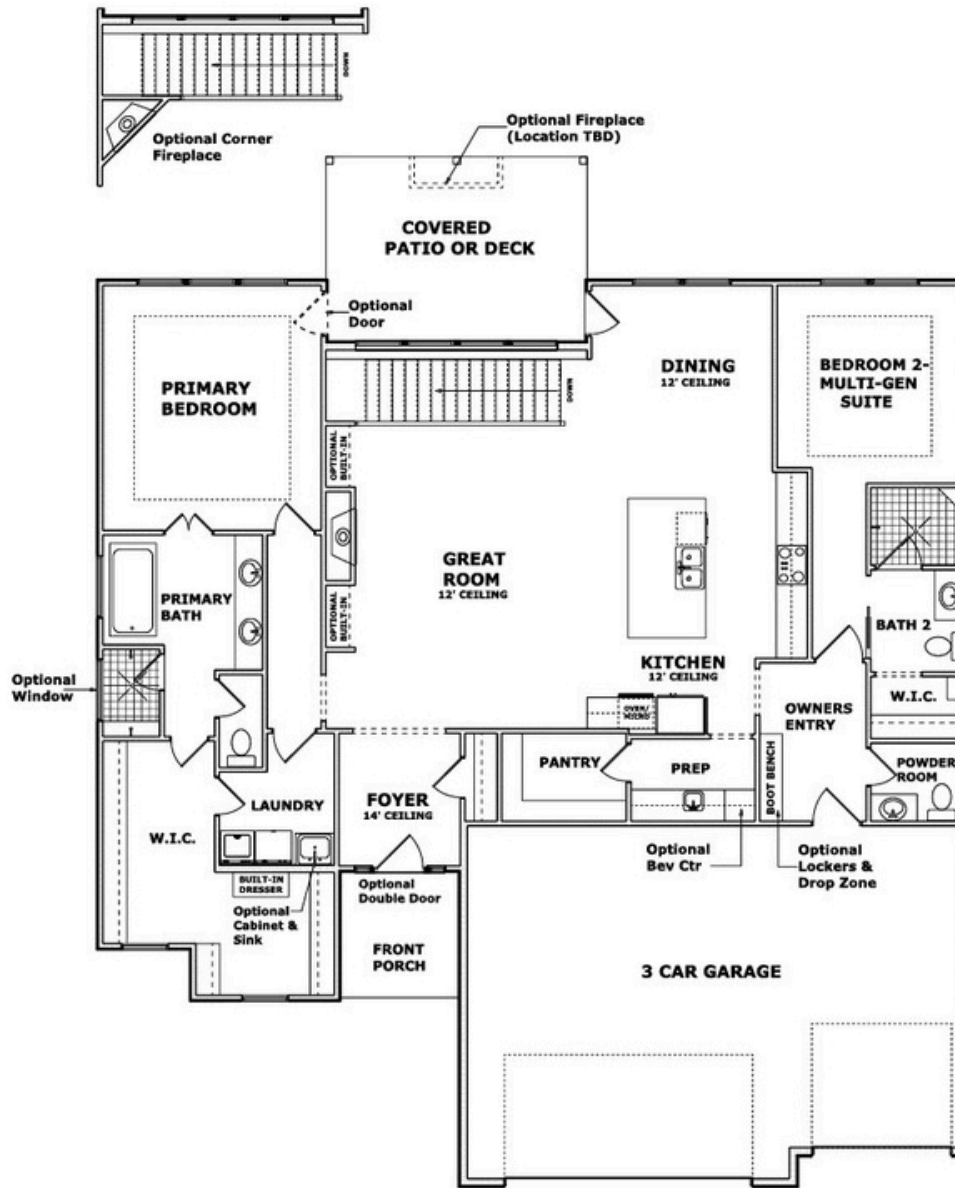 DOWN
Optional Corner
Fireplace
Optional Fireplace
(Location TBD)
COVERED
PATIO OR DECK
Optional
Door
PRIMARY
BEDROOM
DOWN
DINING
12' CEILING
BEDROOM 2-
MULTI-GEN
SUITE
OPTIONAL
BUILT-IN
GREAT
ROOM
12' CEILING
OPTIONAL
BUILT-IN
PRIMARY
BATH
BATH 2
Optional
Window
KITCHEN
12' CEILING
W.I.C.
OVEN/
MICRO
OWNERS
ENTRY
PANTRY
PREP
BOOT BENCH
POWDER
ROOM
LAUNDRY
FOYER
14' CEILING
W.I.C.
BUILT-IN
DRESSER
Optional
Cabinet &
Sink
Optional
Double Door
Optional
Bev Ctr
Optional
Lockers &
Drop Zone
FRONT
PORCH
3 CAR GARAGE